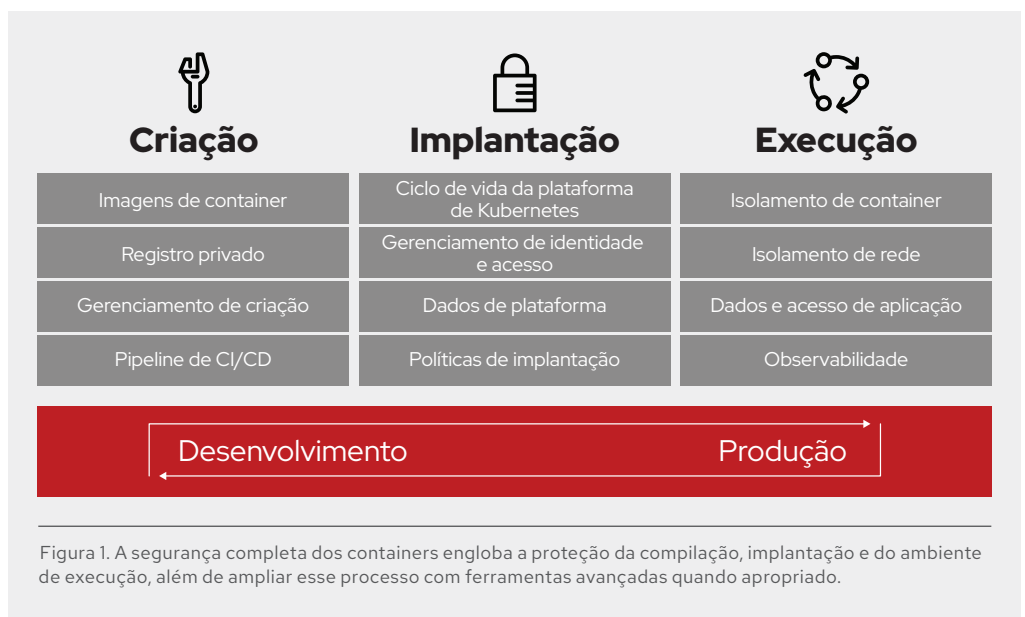 Criação
Implantação
Execução
Imagens de container
Ciclo de vida da plataforma
de Kubernetes
Isolamento de container
Registro privado
Gerenciamento de identidade
e acesso
Isolamento de rede
Gerenciamento de criação
Dados de plataforma
Dados e acesso de aplicação
Pipeline de CI/CD
Políticas de implantação
Observabilidade
Desenvolvimento
Produção
Figura 1. A segurança completa dos containers engloba a proteção da compilação, implantação e do ambiente
de execução, além de ampliar esse processo com ferramentas avançadas quando apropriado.